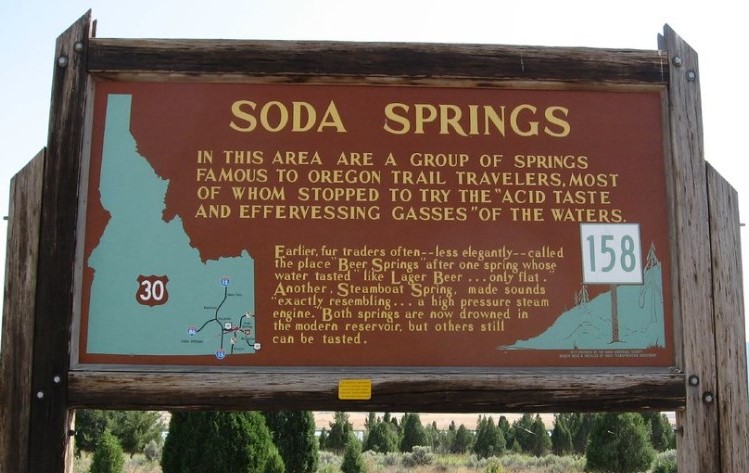 SODA SPRINGS
IN THIS AREA ARE A GROUP OF SPRINGS
FAMOUS TO OREGON TRAIL TRAVELERS, MOST
OF WHOM STOPPED TO TRY THE "ACID TASTE
AND EFFERVESSING GASSES" OF THE WATERS.
Earlier, fur traders often--less elegantly--called
the place "Beer Springs" after one spring whose
water tasted "like Lager Beer ... only flat."
Another, Steamboat Spring, made sounds
"exactly resembling... a high pressure steam
engine." Both springs are now drowned in
the modern reservoir, but others still
can be tasted.
158
30